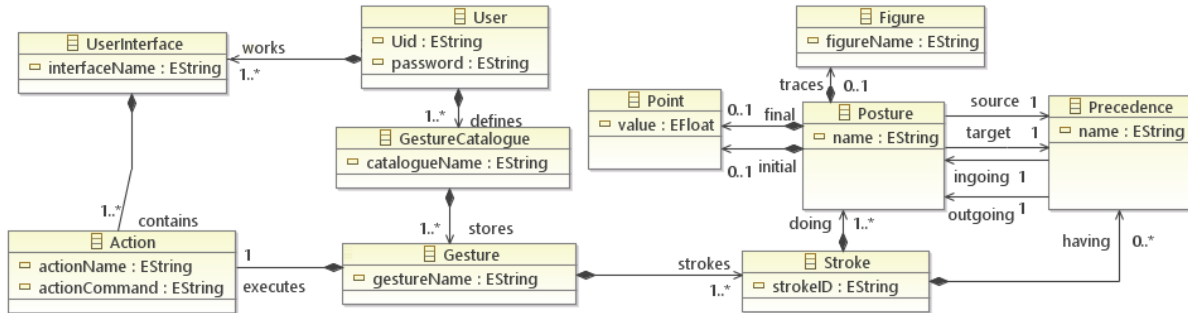 User
Uid : EString
password : EString
UserInterface
interfaceName : EString
works
1..*
Figure
figureName : EString
traces
0..1
1..*
defines
GestureCatalogue
catalogueName : EString
Point
value : EFloat
0..1
final
0..1
initial
Posture
name : EString
source 1
target 1
ingoing 1
outgoing 1
Precedence
name : EString
1..*
contains
1..*
stores
doing
1..*
having
0..*
Action
actionName : EString
actionCommand : EString
1
executes
Gesture
gestureName : EString
strokes
1..*
Stroke
strokeID : EString